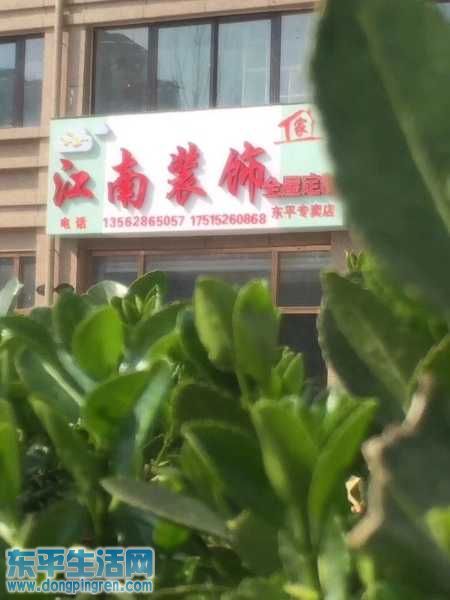 家
江南装饰 全屋定
电话 13562865057 17515260868 东平专卖店
东平生活网
www.dongpingren.com